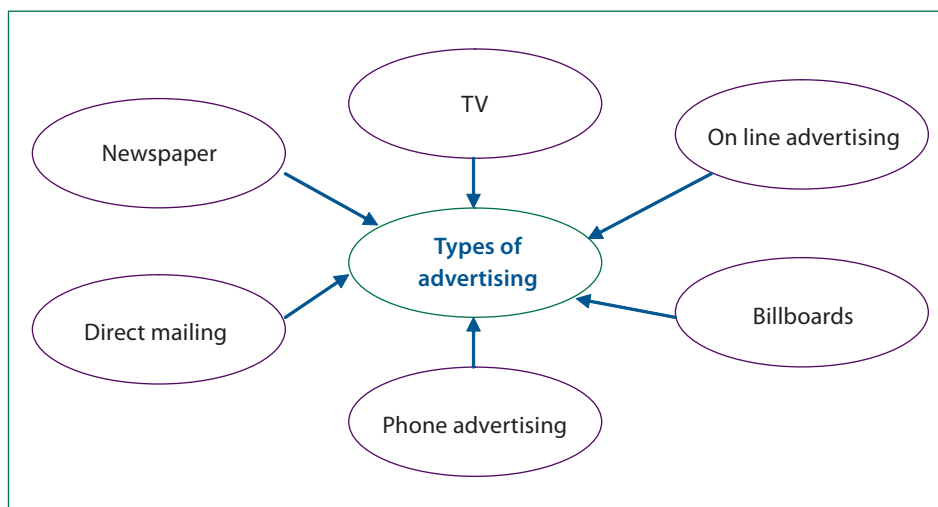 TV
On line advertising
Newspaper
Types of
advertising
Direct mailing
Billboards
Phone advertising